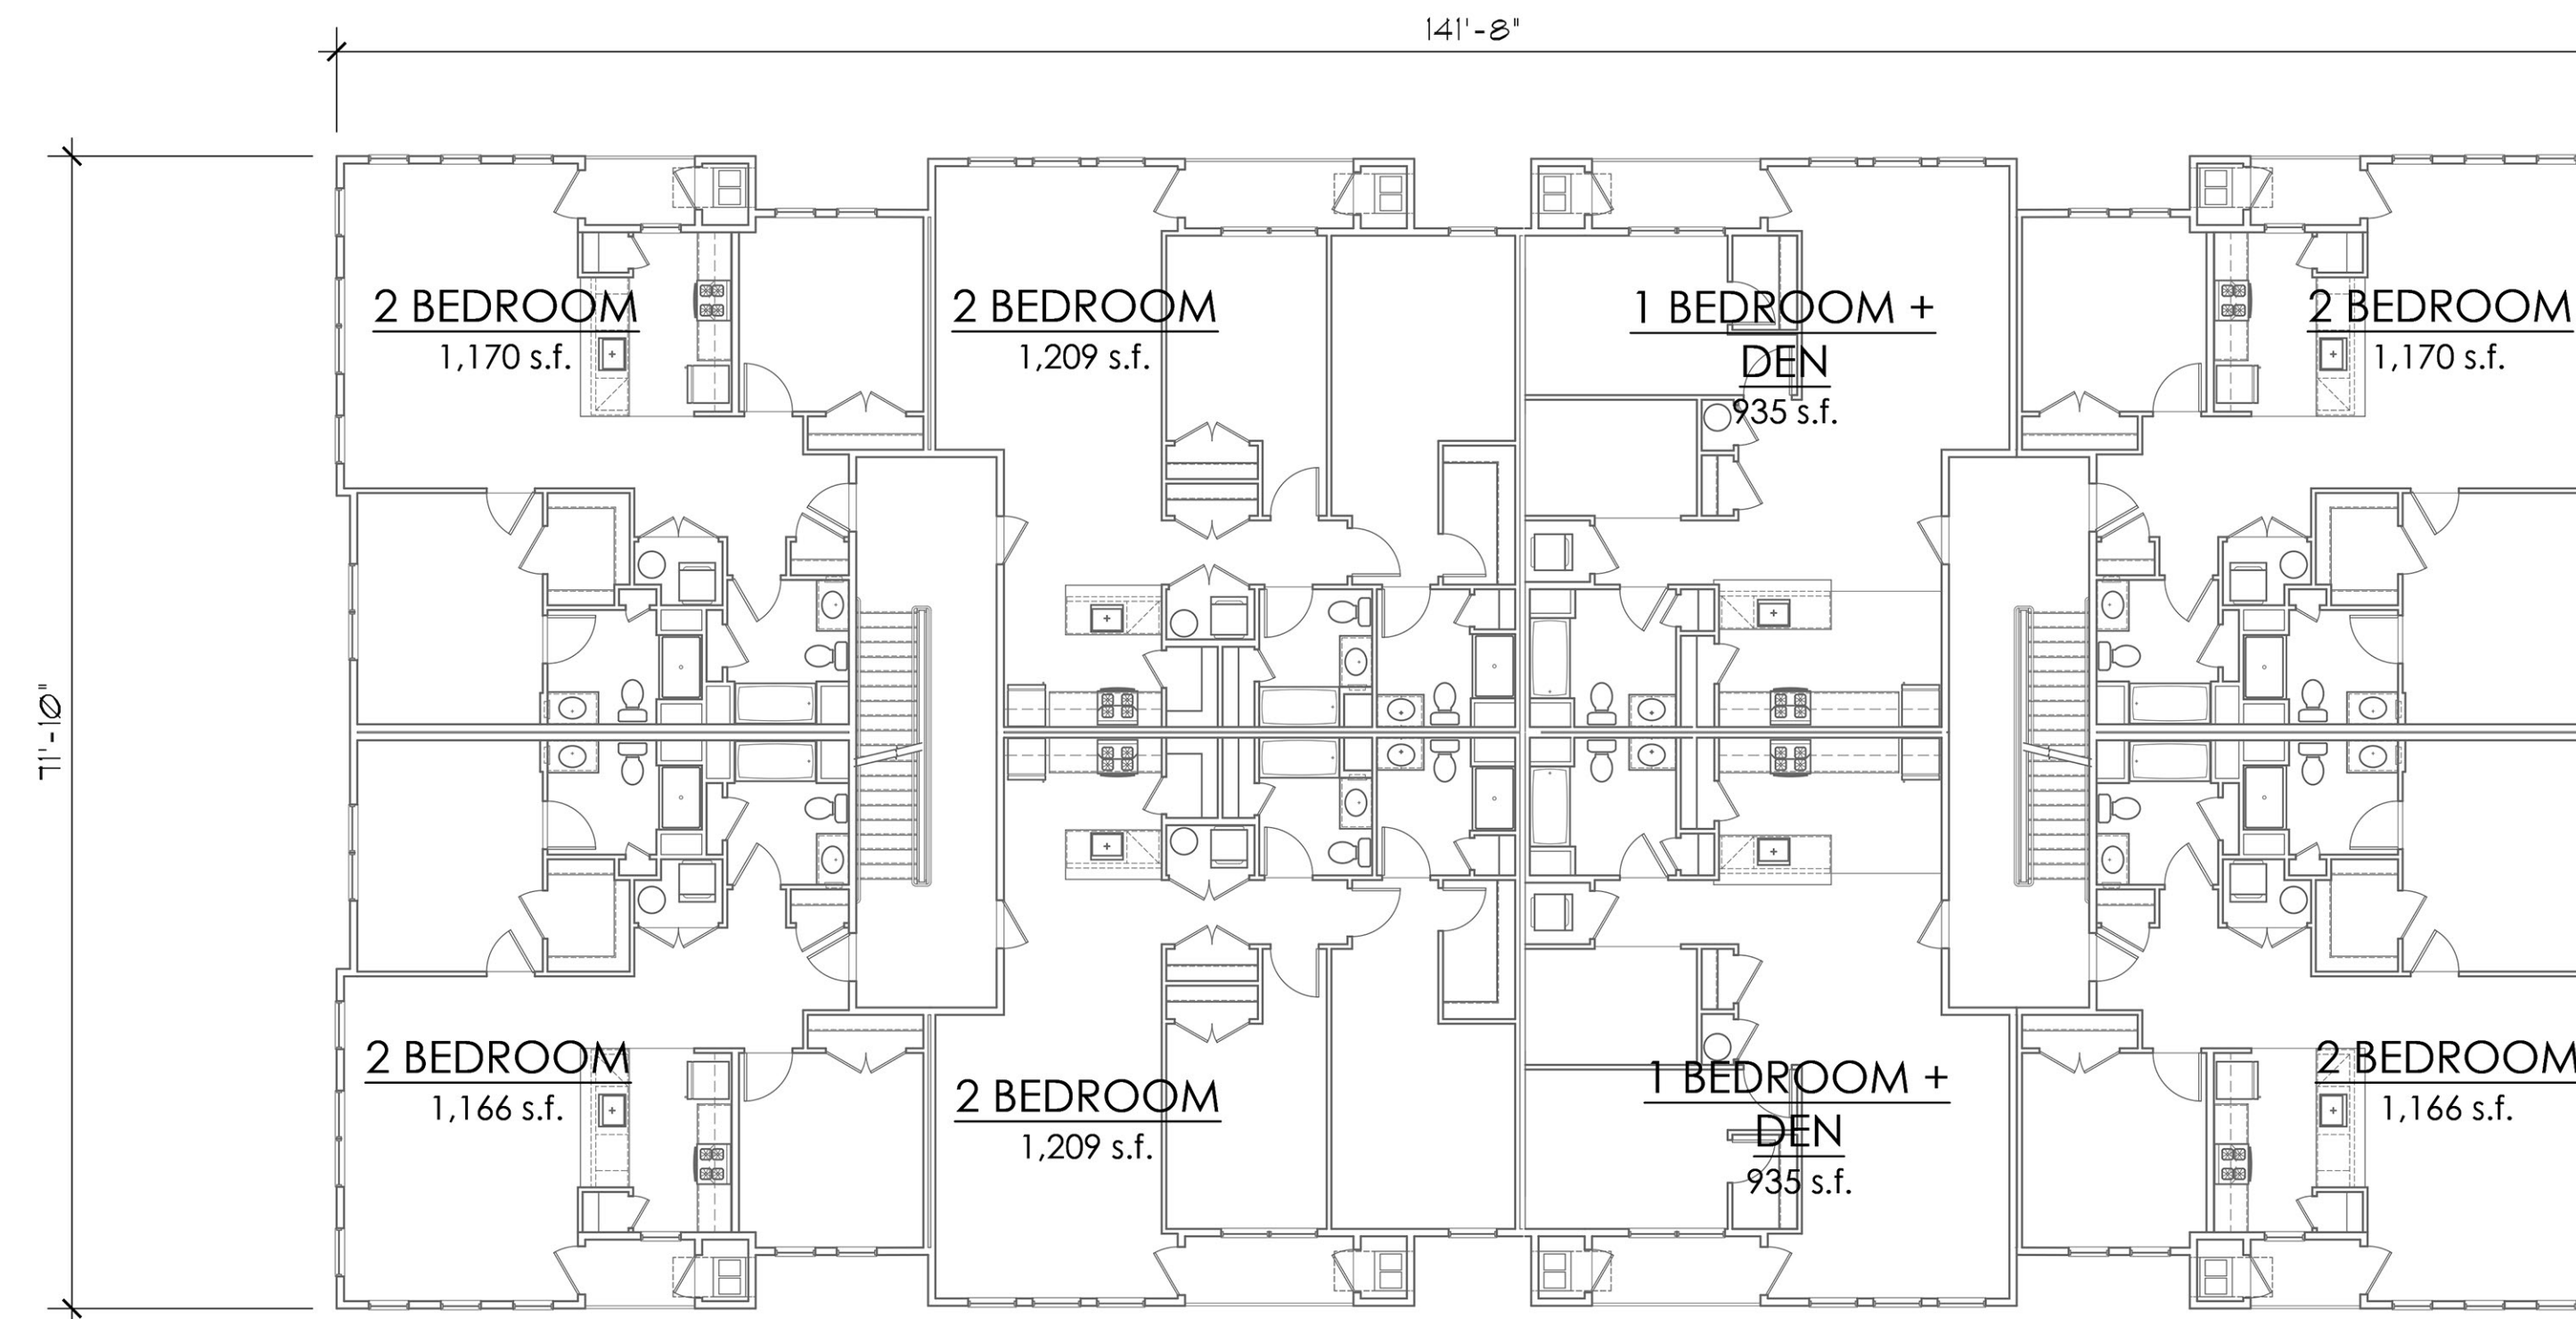 141'-8"
2 BEDROOM
1,170 s.f.
2 BEDROOM
1,209 s.f.
1 BEDROOM +
DEN
935 s.f.
2 BEDROOM
1,170 s.f.
71'-10"
2 BEDROOM
1,166 s.f.
2 BEDROOM
1,209 s.f.
1 BEDROOM +
DEN
935 s.f.
2 BEDROOM
1,166 s.f.